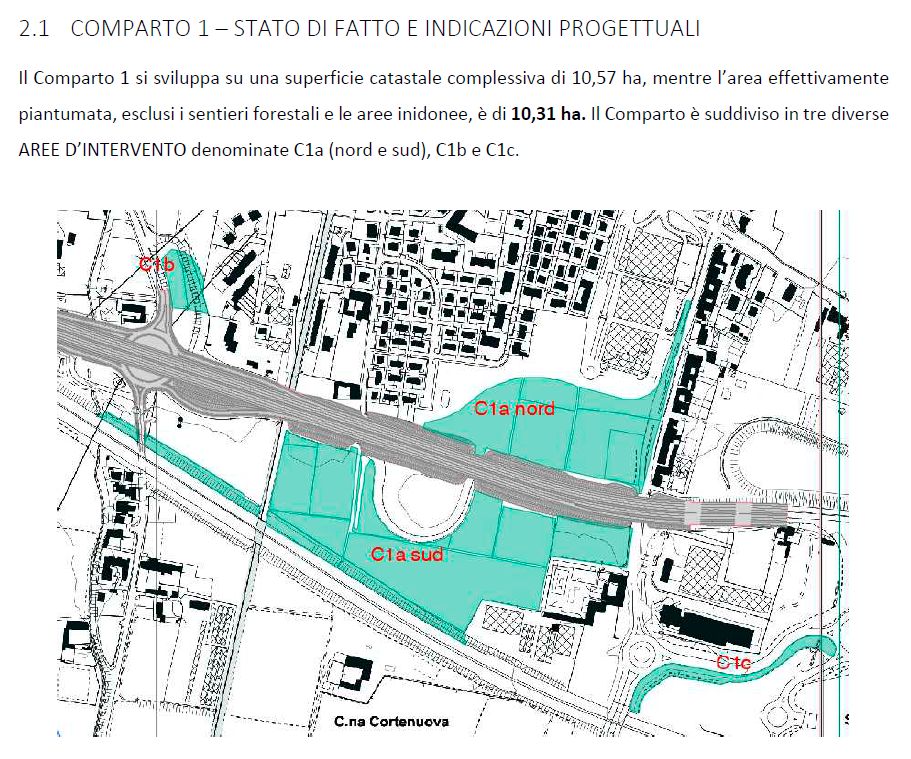 2.1 COMPARTO 1 – STATO DI FATTO E INDICAZIONI PROGETTUALI
Il Comparto 1 si sviluppa su una superficie catastale complessiva di 10,57 ha, mentre l’area effettivamente
piantumata, esclusi i sentieri forestali e le aree inidonee, è di 10,31 ha. Il Comparto è suddiviso in tre diverse
AREE D’INTERVENTO denominate C1a (nord e sud), C1b e C1c.
C1b
C1a nord
C1a sud
C1c
C.na Cortenuova